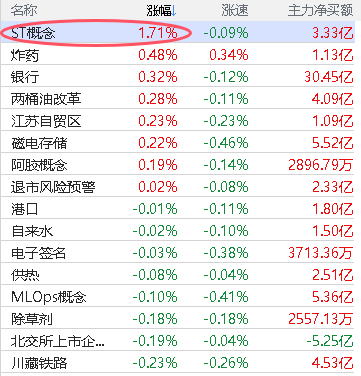 名称 涨幅↓ 涨速 主力净买额
ST概念 1.71% -0.09% 3.33亿
炸药 0.48% 0.34% 1.13亿
银行 0.32% -0.12% 30.45亿
两桶油改革 0.28% -0.11% 4.09亿
江苏自贸区 0.23% -0.23% 1.09亿
磁电存储 0.22% -0.46% 5.52亿
阿胶概念 0.19% -0.14% 2896.79万
退市风险预警 0.02% -0.08% 2.33亿
港口 -0.01% -0.11% 1.80亿
自来水 -0.02% -0.10% 1.50亿
电子签名 -0.03% -0.38% 3713.36万
供热 -0.08% -0.04% 2.51亿
MLOps概念 -0.10% -0.41% 5.36亿
除草剂 -0.18% -0.18% 2557.13万
北交所上市企... -0.19% -0.04% -5.25亿
川藏铁路 -0.23% -0.26% 4.53亿